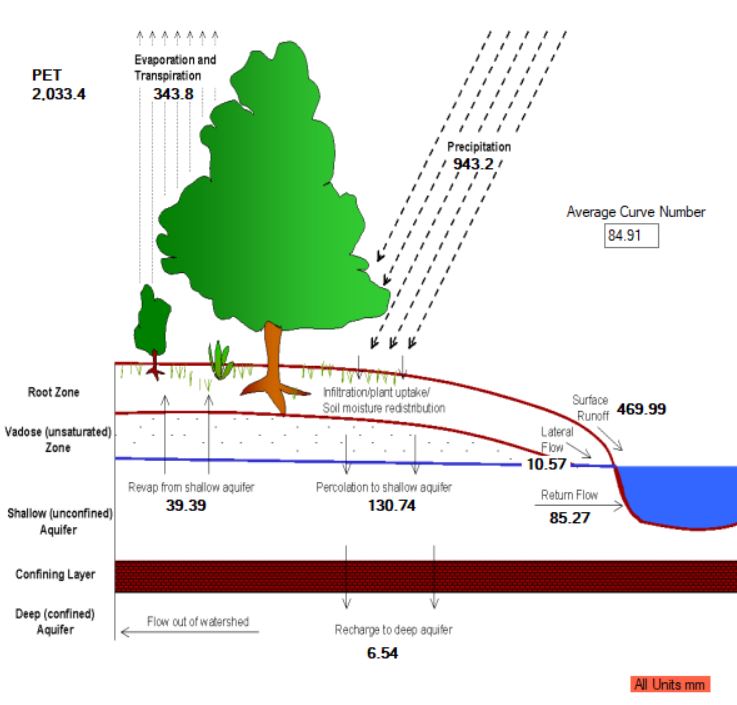 Evaporation and
PET
Transpiration
2,033.4
343.8
Precipitation
943.2
Average Curve Number
84.91
Root Zone
Infiltration/plant uptake/
Soil moisture redistribution
Surface
Runoff
469.99
Vadose (unsaturated)
Zone
Lateral
Flow
10.57
Revap from shallow aquifer
39.39
Percolation to shallow aquifer
130.74
Return Flow
85.27
Shallow (unconfined)
Aquifer
Confining Layer
Deep (confined)
Aquifer
Flow out of watershed
Recharge to deep aquifer
6.54
All Units mm